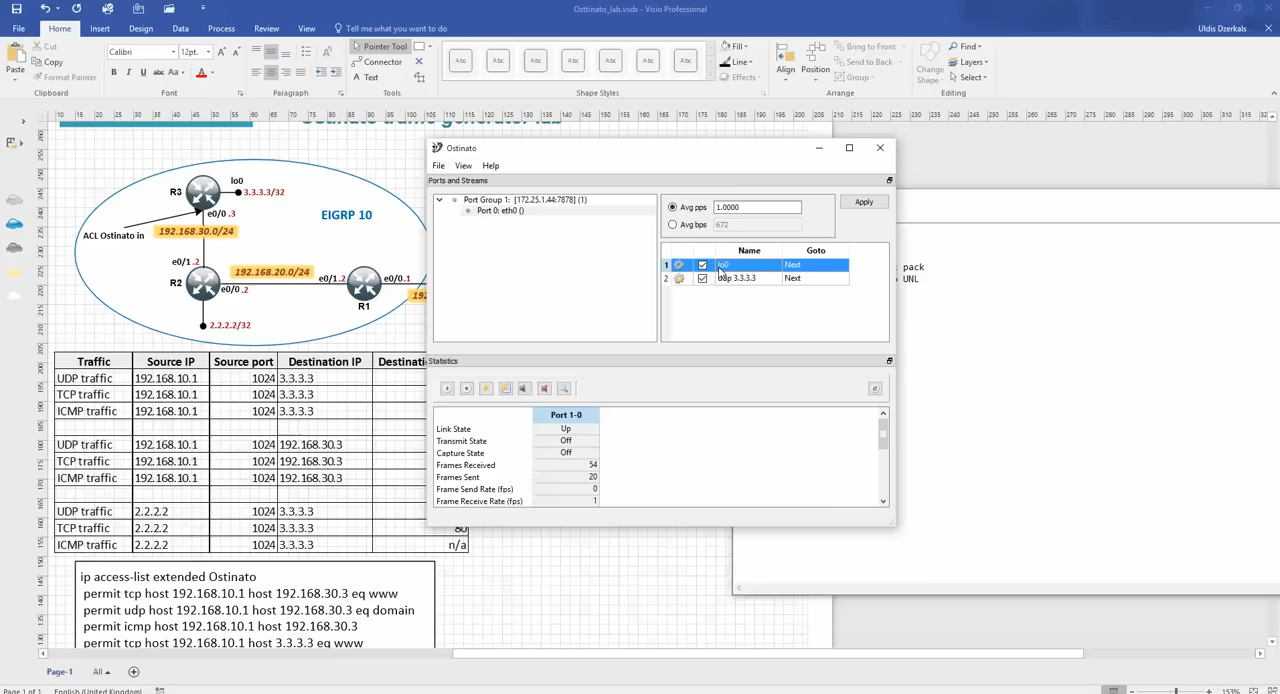 Osttinato_lab.vsdx - Visio Professional
File Home Insert Design Data Process Review View Tell me what you want to do Uldis Dzerkals
Paste Cut Copy Format Painter
Clipboard
Calibri 12pt.
B I U abc Aa A
Font
Paragraph
Pointer Tool
Connector
A Text
Tools
Abc Abc Abc Abc Abc Abc Abc
Fill
Line
Effects
Shape Styles
Align Position
Bring to Front
Send to Back
Group
Arrange
Change Shape
Find
Layers
Select
Editing
R3
lo0
3.3.3.3/32
e0/0 .3
EIGRP 10
ACL Ostinato in
192.168.30.0/24
e0/1 .2
192.168.20.0/24
R2
e0/0 .2
e0/1.2
e0/0.1
R1
2.2.2.2/32
Traffic Source IP Source port Destination IP
UDP traffic 192.168.10.1 1024 3.3.3.3
TCP traffic 192.168.10.1 1024 3.3.3.3
ICMP traffic 192.168.10.1 1024 3.3.3.3
UDP traffic 192.168.10.1 1024 192.168.30.3
TCP traffic 192.168.10.1 1024 192.168.30.3
ICMP traffic 192.168.10.1 1024 192.168.30.3
UDP traffic 2.2.2.2 1024 3.3.3.3
TCP traffic 2.2.2.2 1024 3.3.3.3 80
ICMP traffic 2.2.2.2 1024 3.3.3.3 n/a
ip access-list extended Ostinato
permit tcp host 192.168.10.1 host 192.168.30.3 eq www
permit udp host 192.168.10.1 host 192.168.30.3 eq domain
permit icmp host 192.168.10.1 host 192.168.30.3
permit tcp host 192.168.10.1 host 3.3.3.3 eq www
Ostinato
File View Help
Ports and Streams
Port Group 1: [172.25.1.44:7878] (1)
Port 0: eth0 ()
Avg pps 1.0000
Avg bps 672
Apply
Name Goto
1 lo0 Next
2 3.3.3.3 Next
Statistics
Port 1-0
Link State Up
Transmit State Off
Capture State Off
Frames Received 54
Frames Sent 20
Frame Send Rate (fps) 0
Frame Receive Rate (fps) 1
pack
UNL
Page-1 All
Page 1 of 1 English (United Kingdom) 153%